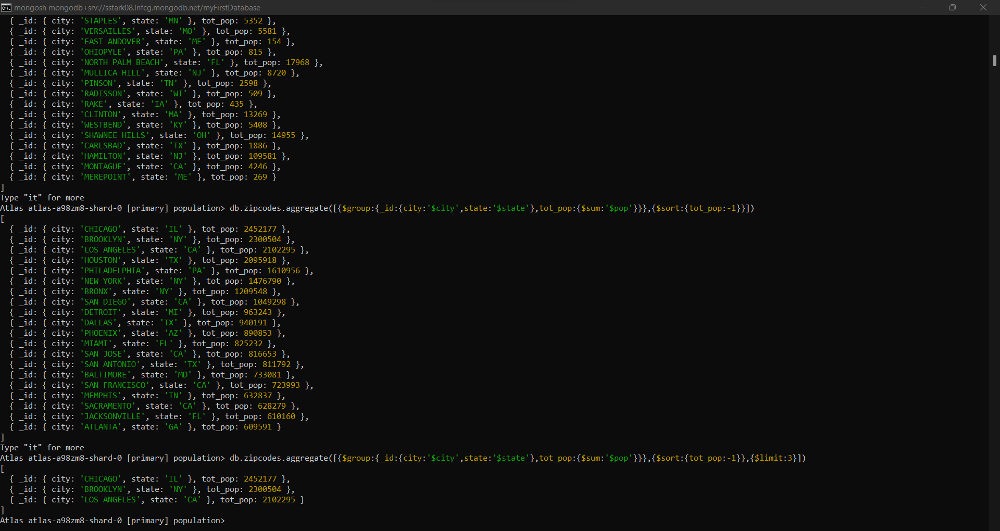 mongosh mongodb+srv://sstark08.lnfcg.mongodb.net/myFirstDatabase
{ _id: { city: 'STAPLES', state: 'MN' }, tot_pop: 5352 },
{ _id: { city: 'VERSAILLES', state: 'MO' }, tot_pop: 5581 },
{ _id: { city: 'EAST ANDOVER', state: 'ME' }, tot_pop: 154 },
{ _id: { city: 'OHIOPYLE', state: 'PA' }, tot_pop: 815 },
{ _id: { city: 'NORTH PALM BEACH', state: 'FL' }, tot_pop: 17968 },
{ _id: { city: 'MULLICA HILL', state: 'NJ' }, tot_pop: 8720 },
{ _id: { city: 'PINSON', state: 'TN' }, tot_pop: 2598 },
{ _id: { city: 'RADISSON', state: 'WI' }, tot_pop: 509 },
{ _id: { city: 'RAKE', state: 'IA' }, tot_pop: 435 },
{ _id: { city: 'CLINTON', state: 'MA' }, tot_pop: 13269 },
{ _id: { city: 'WESTBEND', state: 'KY' }, tot_pop: 5408 },
{ _id: { city: 'SHAWNEE HILLS', state: 'OH' }, tot_pop: 14955 },
{ _id: { city: 'CARLSBAD', state: 'TX' }, tot_pop: 1886 },
{ _id: { city: 'HAMILTON', state: 'NJ' }, tot_pop: 109581 },
{ _id: { city: 'MONTAGUE', state: 'CA' }, tot_pop: 4246 },
{ _id: { city: 'MEREPOINT', state: 'ME' }, tot_pop: 269 }
]
Type "it" for more
Atlas atlas-a98zm8-shard-0 [primary] population> db.zipcodes.aggregate([{$group:{_id:{city:'$city',state:'$state'},tot_pop:{$sum:'$pop'}}},{$sort:{tot_pop:-1}}])
[
{ _id: { city: 'CHICAGO', state: 'IL' }, tot_pop: 2452177 },
{ _id: { city: 'BROOKLYN', state: 'NY' }, tot_pop: 2300504 },
{ _id: { city: 'LOS ANGELES', state: 'CA' }, tot_pop: 2102295 },
{ _id: { city: 'HOUSTON', state: 'TX' }, tot_pop: 2095918 },
{ _id: { city: 'PHILADELPHIA', state: 'PA' }, tot_pop: 1610956 },
{ _id: { city: 'NEW YORK', state: 'NY' }, tot_pop: 1476790 },
{ _id: { city: 'BRONX', state: 'NY' }, tot_pop: 1209548 },
{ _id: { city: 'SAN DIEGO', state: 'CA' }, tot_pop: 1049298 },
{ _id: { city: 'DETROIT', state: 'MI' }, tot_pop: 963243 },
{ _id: { city: 'DALLAS', state: 'TX' }, tot_pop: 940191 },
{ _id: { city: 'PHOENIX', state: 'AZ' }, tot_pop: 890853 },
{ _id: { city: 'MIAMI', state: 'FL' }, tot_pop: 825232 },
{ _id: { city: 'SAN JOSE', state: 'CA' }, tot_pop: 816653 },
{ _id: { city: 'SAN ANTONIO', state: 'TX' }, tot_pop: 811792 },
{ _id: { city: 'BALTIMORE', state: 'MD' }, tot_pop: 733081 },
{ _id: { city: 'SAN FRANCISCO', state: 'CA' }, tot_pop: 723993 },
{ _id: { city: 'MEMPHIS', state: 'TN' }, tot_pop: 632837 },
{ _id: { city: 'SACRAMENTO', state: 'CA' }, tot_pop: 628279 },
{ _id: { city: 'JACKSONVILLE', state: 'FL' }, tot_pop: 610160 },
{ _id: { city: 'ATLANTA', state: 'GA' }, tot_pop: 609591 }
]
Type "it" for more
Atlas atlas-a98zm8-shard-0 [primary] population> db.zipcodes.aggregate([{$group:{_id:{city:'$city',state:'$state'},tot_pop:{$sum:'$pop'}}},{$sort:{tot_pop:-1}},{$limit:3}])
[
{ _id: { city: 'CHICAGO', state: 'IL' }, tot_pop: 2452177 },
{ _id: { city: 'BROOKLYN', state: 'NY' }, tot_pop: 2300504 },
{ _id: { city: 'LOS ANGELES', state: 'CA' }, tot_pop: 2102295 }
]
Atlas atlas-a98zm8-shard-0 [primary] population>